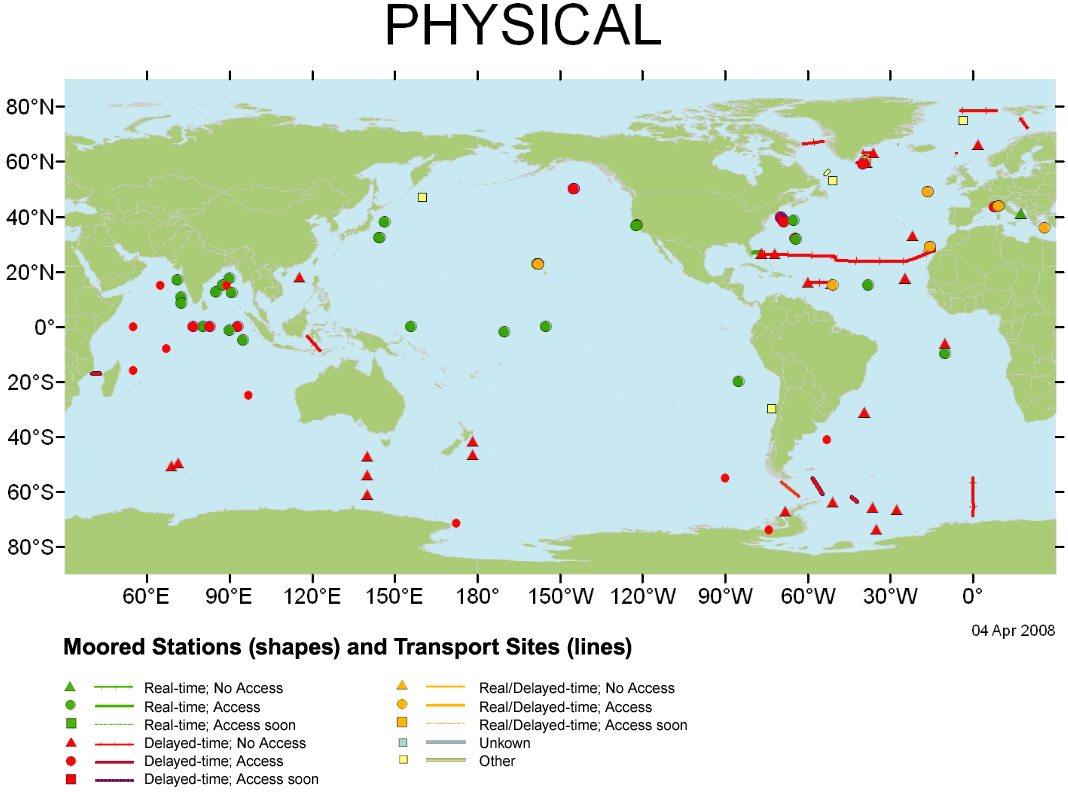 PHYSICAL
80°N
60°N
40°N
20°N
0°
20°S
40°S
60°S
80°S
60°E 90°E 120°E 150°E 180° 150°W 120°W 90°W 60°W 30°W 0°
04 Apr 2008
Moored Stations (shapes) and Transport Sites (lines)
Real-time; No Access
Real-time; Access
Real-time; Access soon
Delayed-time; No Access
Delayed-time; Access
Delayed-time; Access soon
Real/Delayed-time; No Access
Real/Delayed-time; Access
Real/Delayed-time; Access soon
Unkown
Other